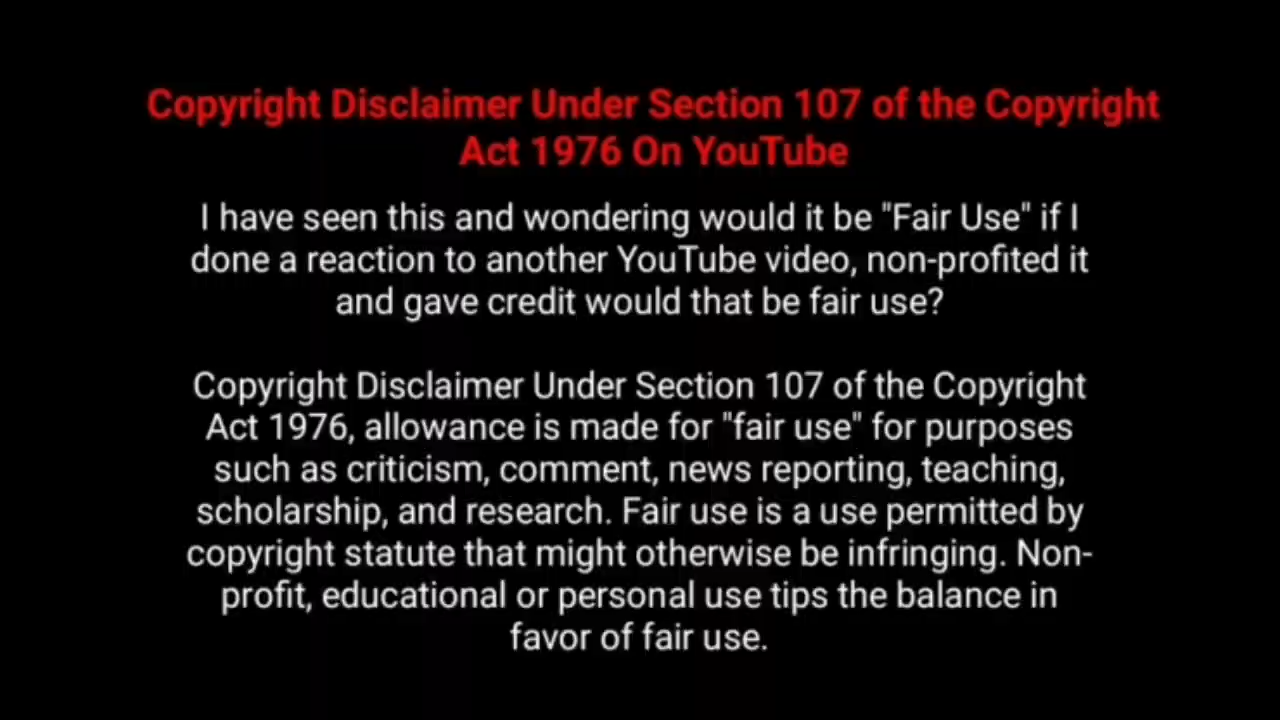 Copyright Disclaimer Under Section 107 of the Copyright
Act 1976 On YouTube
I have seen this and wondering would it be "Fair Use" if I
done a reaction to another YouTube video, non-profited it
and gave credit would that be fair use?
Copyright Disclaimer Under Section 107 of the Copyright
Act 1976, allowance is made for "fair use" for purposes
such as criticism, comment, news reporting, teaching,
scholarship, and research. Fair use is a use permitted by
copyright statute that might otherwise be infringing. Non-
profit, educational or personal use tips the balance in
favor of fair use.